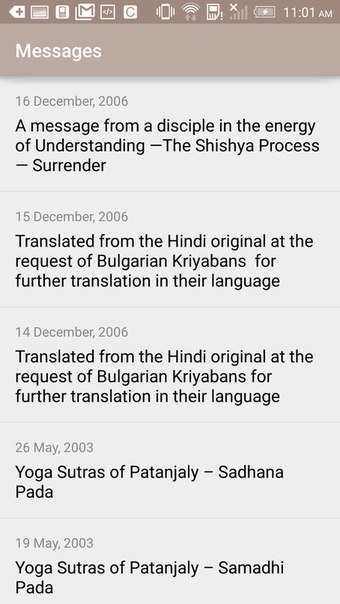 11:01 AM
Messages
16 December, 2006
A message from a disciple in the energy
of Understanding —The Shishya Process
— Surrender
15 December, 2006
Translated from the Hindi original at the
request of Bulgarian Kriyabans  for
further translation in their language
14 December, 2006
Translated from the Hindi original at the
request of Bulgarian Kriyabans for
further translation in their language
26 May, 2003
Yoga Sutras of Patanjaly – Sadhana
Pada
19 May, 2003
Yoga Sutras of Patanjaly – Samadhi
Pada